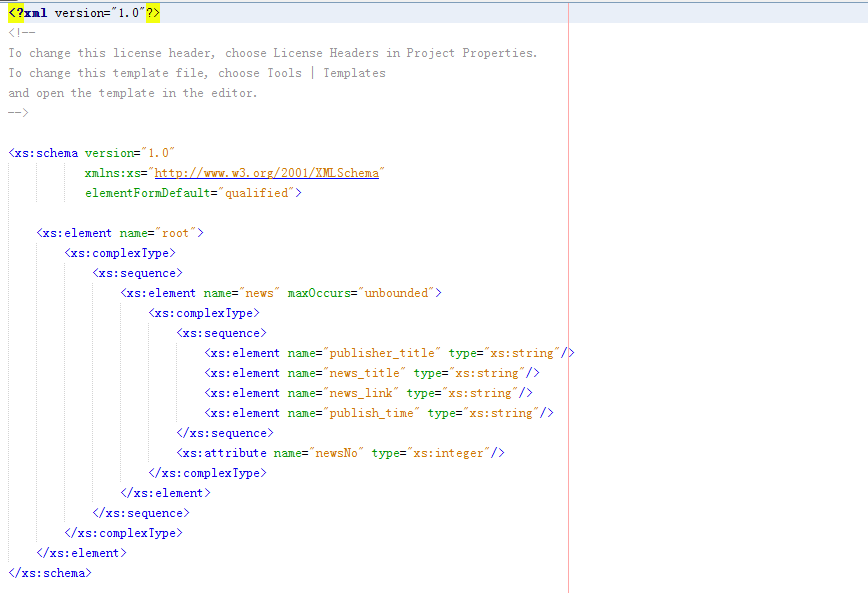 <?xml version="1.0"?>
<!--
To change this license header, choose License Headers in Project Properties.
To change this template file, choose Tools | Templates
and open the template in the editor.
-->
<xs:schema version="1.0"
xmlns:xs="http://www.w3.org/2001/XMLSchema"
elementFormDefault="qualified">
<xs:element name="root">
<xs:complexType>
<xs:sequence>
<xs:element name="news" maxOccurs="unbounded">
<xs:complexType>
<xs:sequence>
<xs:element name="publisher_title" type="xs:string"/>
<xs:element name="news_title" type="xs:string"/>
<xs:element name="news_link" type="xs:string"/>
<xs:element name="publish_time" type="xs:string"/>
</xs:sequence>
<xs:attribute name="newsNo" type="xs:integer"/>
</xs:complexType>
</xs:element>
</xs:sequence>
</xs:complexType>
</xs:element>
</xs:schema>